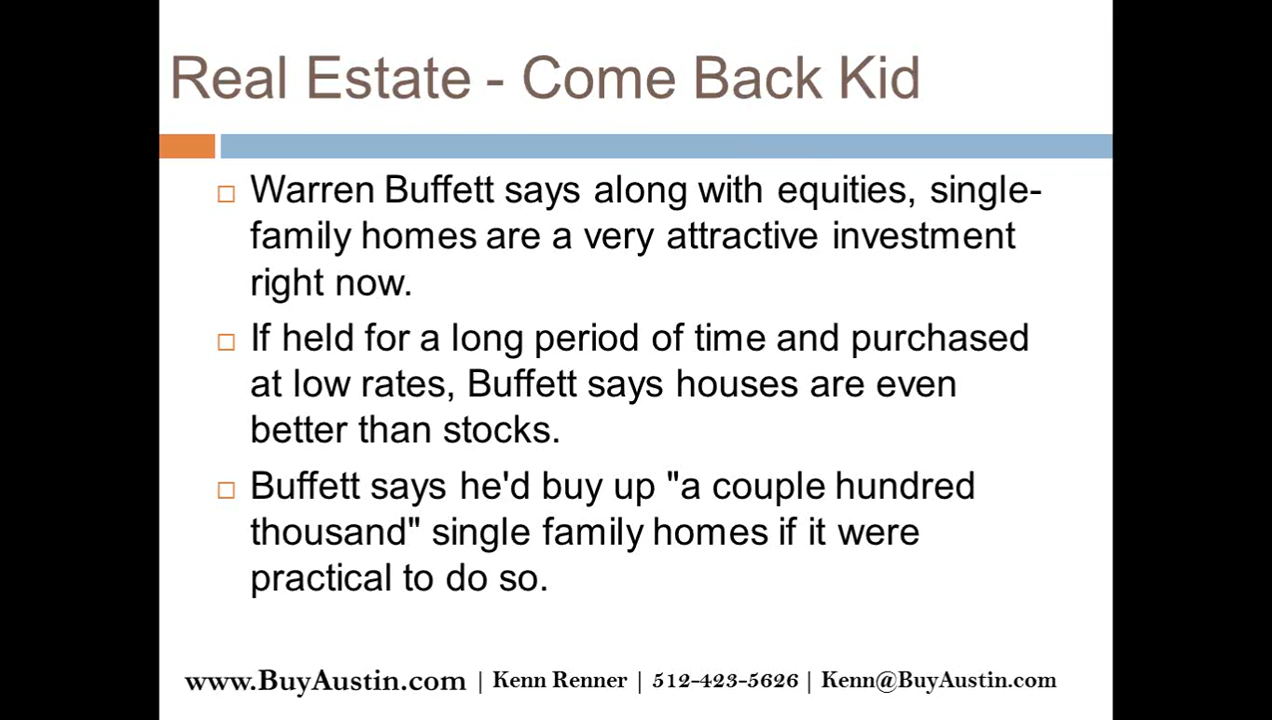 Real Estate - Come Back Kid
Warren Buffett says along with equities, single-
family homes are a very attractive investment
right now.
If held for a long period of time and purchased
at low rates, Buffett says houses are even
better than stocks.
Buffett says he'd buy up "a couple hundred
thousand" single family homes if it were
practical to do so.
www.BuyAustin.com | Kenn Renner | 512-423-5626 | Kenn@BuyAustin.com